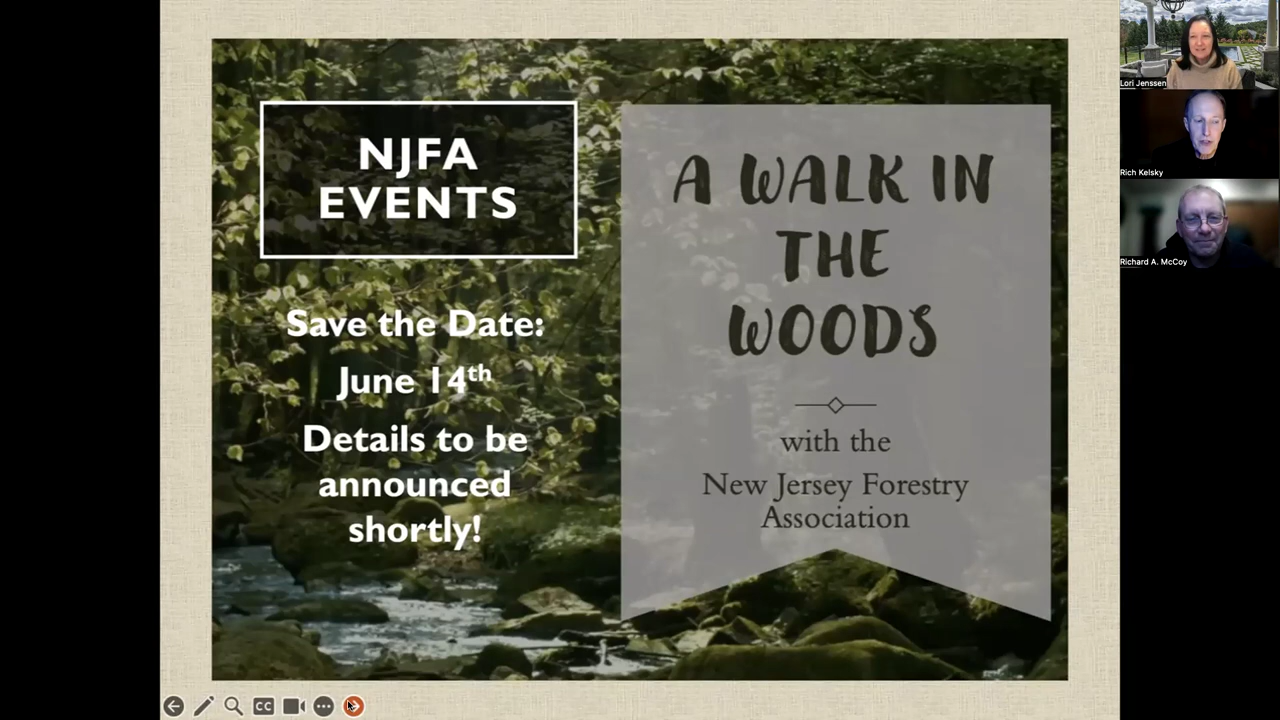 NJFA
EVENTS
Save the Date:
June 14th
Details to be
announced
shortly!
A WALK IN
THE
WOODS
with the
New Jersey Forestry
Association
Lori Jenssen
Rich Kelsky
Richard A. McCoy
CC